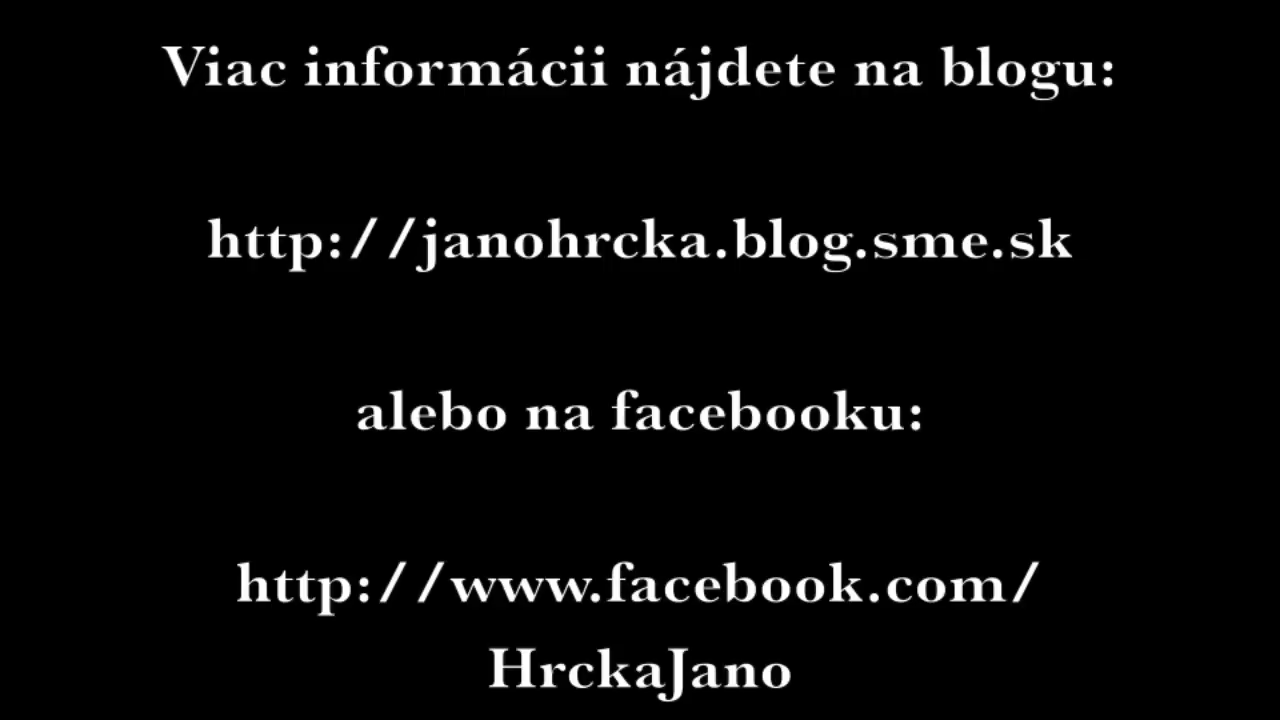 Viac informácii nájdete na blogu:
http://janohrcka.blog.sme.sk
alebo na facebooku:
http://www.facebook.com/
HrckaJano